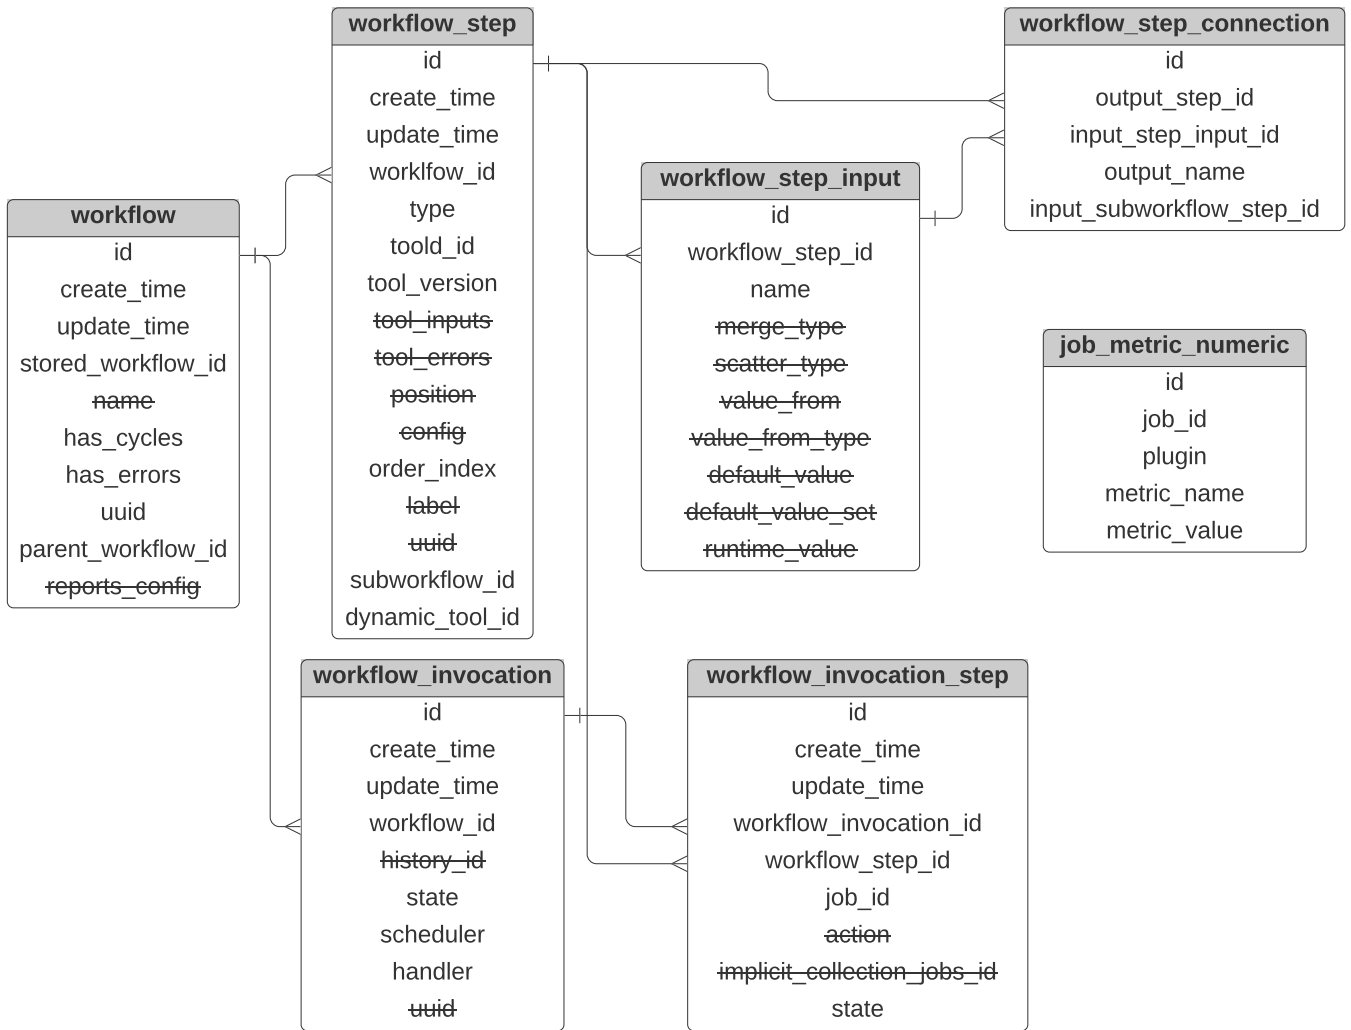 workflow_step
id
create_time
update_time
worklfow_id
type
toold_id
tool_version
tool_inputs
tool_errors
position
config
order_index
label
uuid
subworkflow_id
dynamic_tool_id
workflow_step_connection
id
output_step_id
input_step_input_id
output_name
input_subworkflow_step_id
workflow_step_input
id
workflow_step_id
name
merge_type
scatter_type
value_from
value_from_type
default_value
default_value_set
runtime_value
workflow
id
create_time
update_time
stored_workflow_id
name
has_cycles
has_errors
uuid
parent_workflow_id
reports_config
job_metric_numeric
id
job_id
plugin
metric_name
metric_value
workflow_invocation
id
create_time
update_time
workflow_id
history_id
state
scheduler
handler
uuid
workflow_invocation_step
id
create_time
update_time
workflow_invocation_id
workflow_step_id
job_id
action
implicit_collection_jobs_id
state